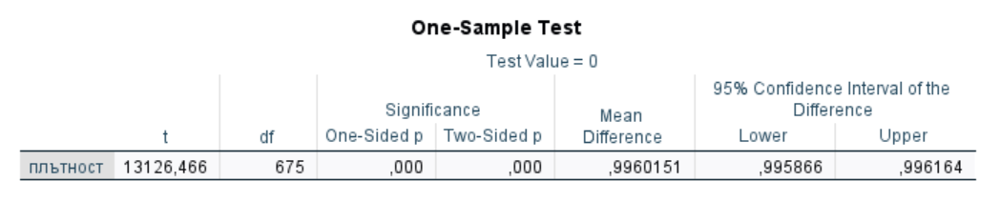 One-Sample Test
Test Value = 0
95% Confidence Interval of the
Significance Mean Difference
t df One-Sided p Two-Sided p Difference Lower Upper
плътност 13126,466 675 ,000 ,000 ,9960151 ,995866 ,996164